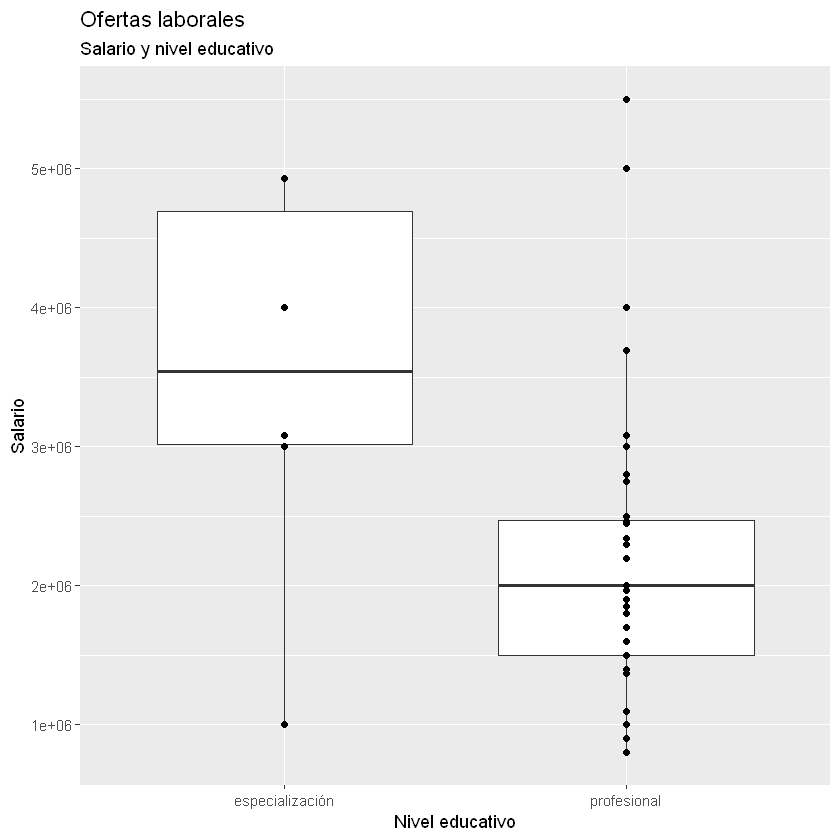 Ofertas laborales
Salario y nivel educativo
5e+06
4e+06
3e+06
2e+06
1e+06
Salario
especialización
profesional
Nivel educativo